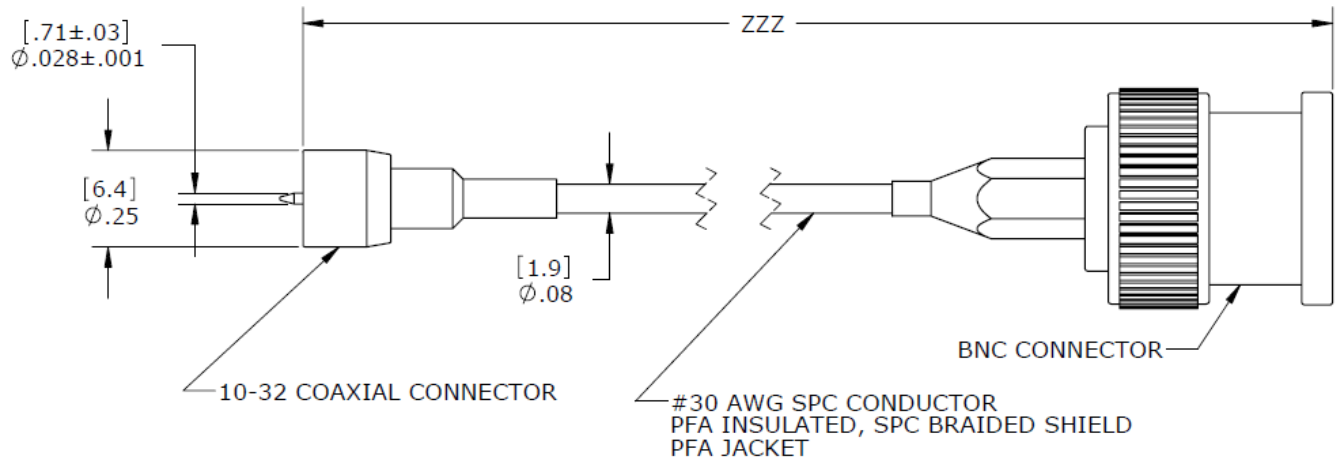 ZZZ
[.71±.03]
∅.028±.001
[6.4]
∅.25
[1.9]
∅.08
BNC CONNECTOR
10-32 COAXIAL CONNECTOR
#30 AWG SPC CONDUCTOR
PFA INSULATED, SPC BRAIDED SHIELD
PFA JACKET